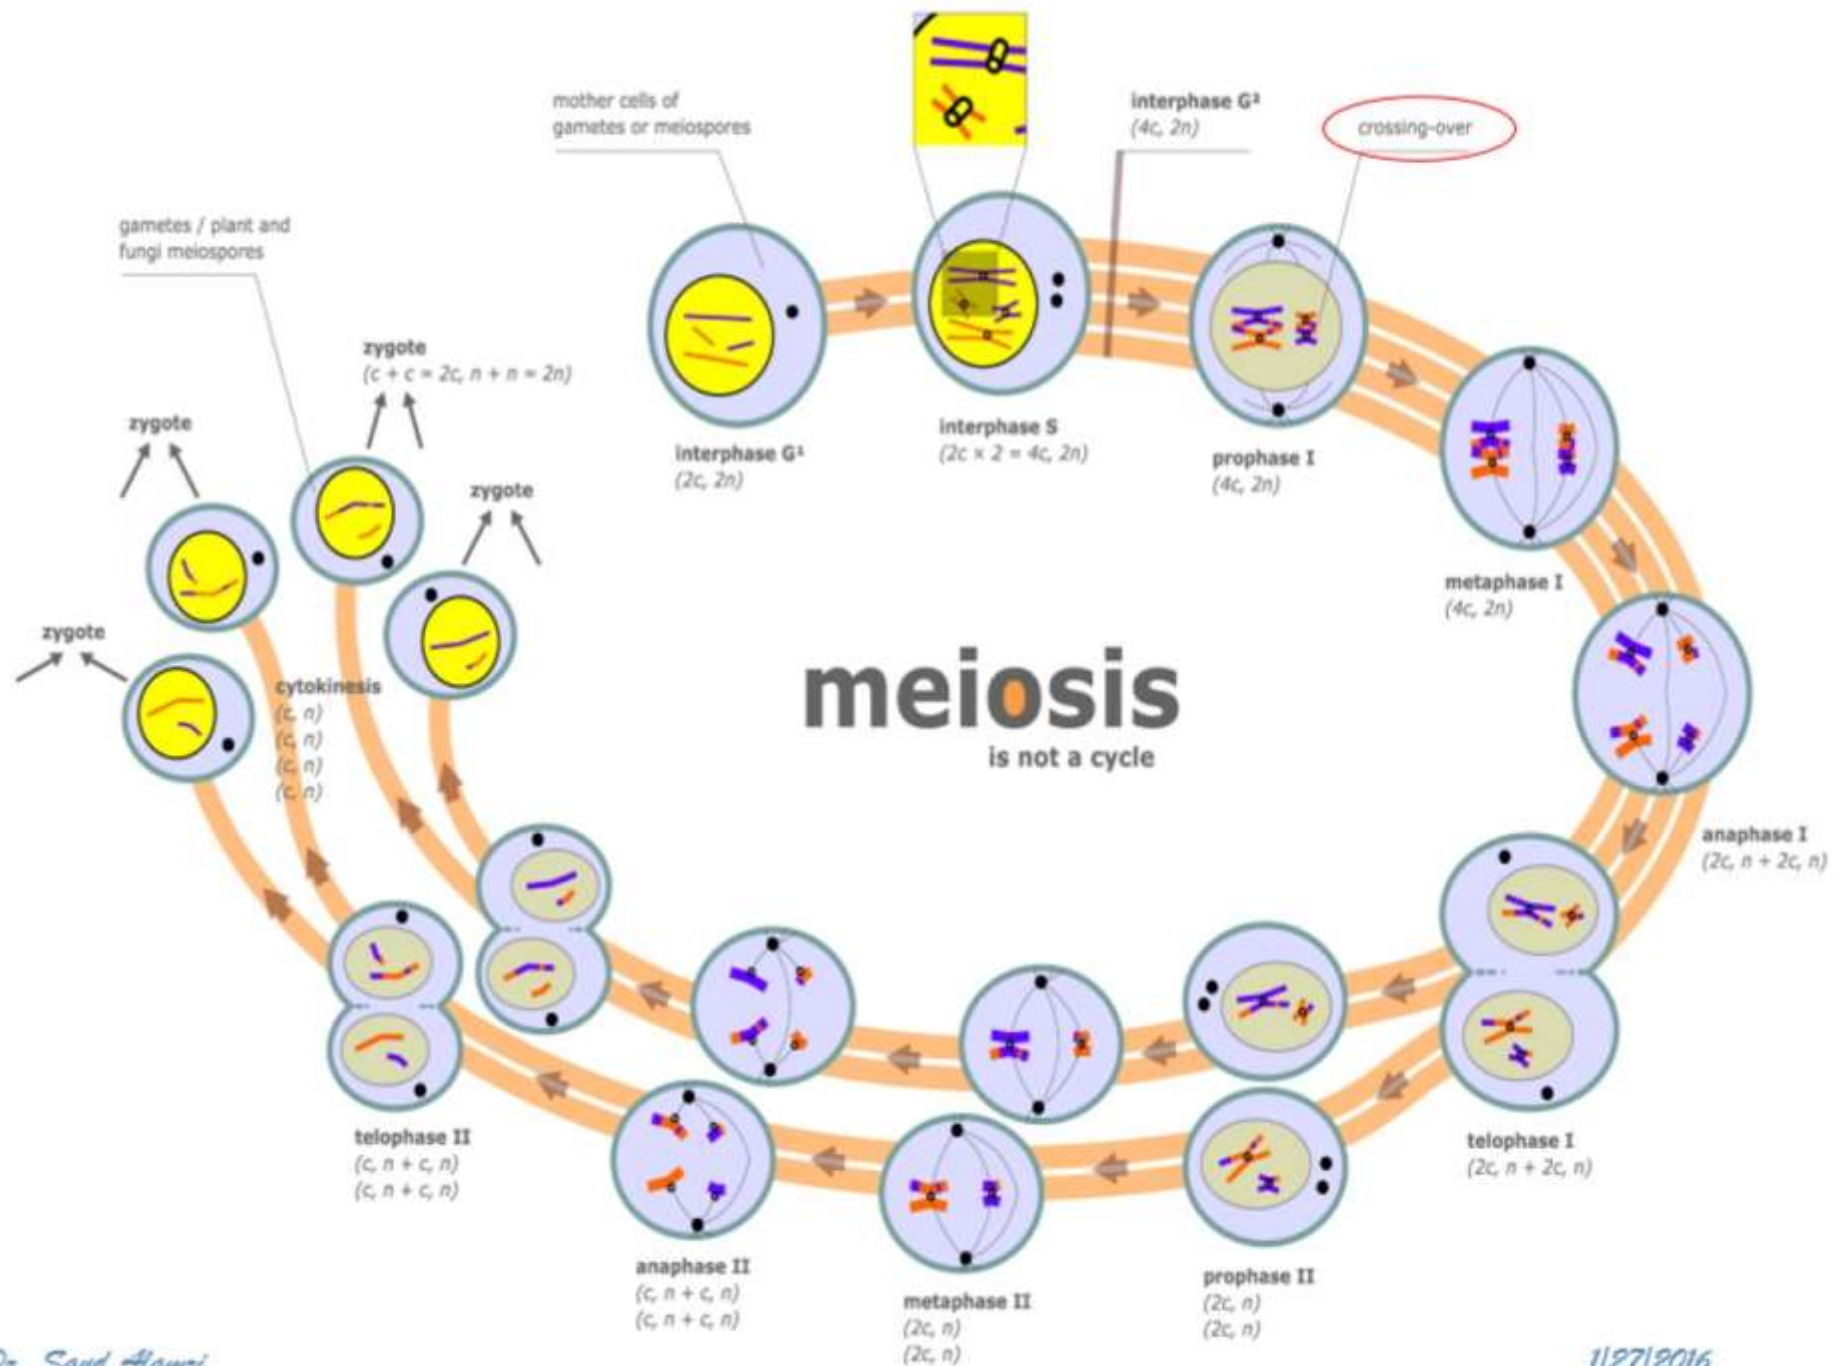 mother cells of
gametes or meiospores
interphase G²
(4c, 2n)
crossing-over
gametes / plant and
fungi meiospores
zygote
(c + c = 2c, n + n = 2n)
zygote
zygote
zygote
interphase G¹
(2c, 2n)
interphase S
(2c × 2 = 4c, 2n)
prophase I
(4c, 2n)
metaphase I
(4c, 2n)
meiosis
is not a cycle
cytokinesis
(c, n)
(c, n)
(c, n)
(c, n)
anaphase I
(2c, n + 2c, n)
telophase I
(2c, n + 2c, n)
telophase II
(c, n + c, n)
(c, n + c, n)
anaphase II
(c, n + c, n)
(c, n + c, n)
metaphase II
(2c, n)
(2c, n)
prophase II
(2c, n)
(2c, n)
1/27/2016